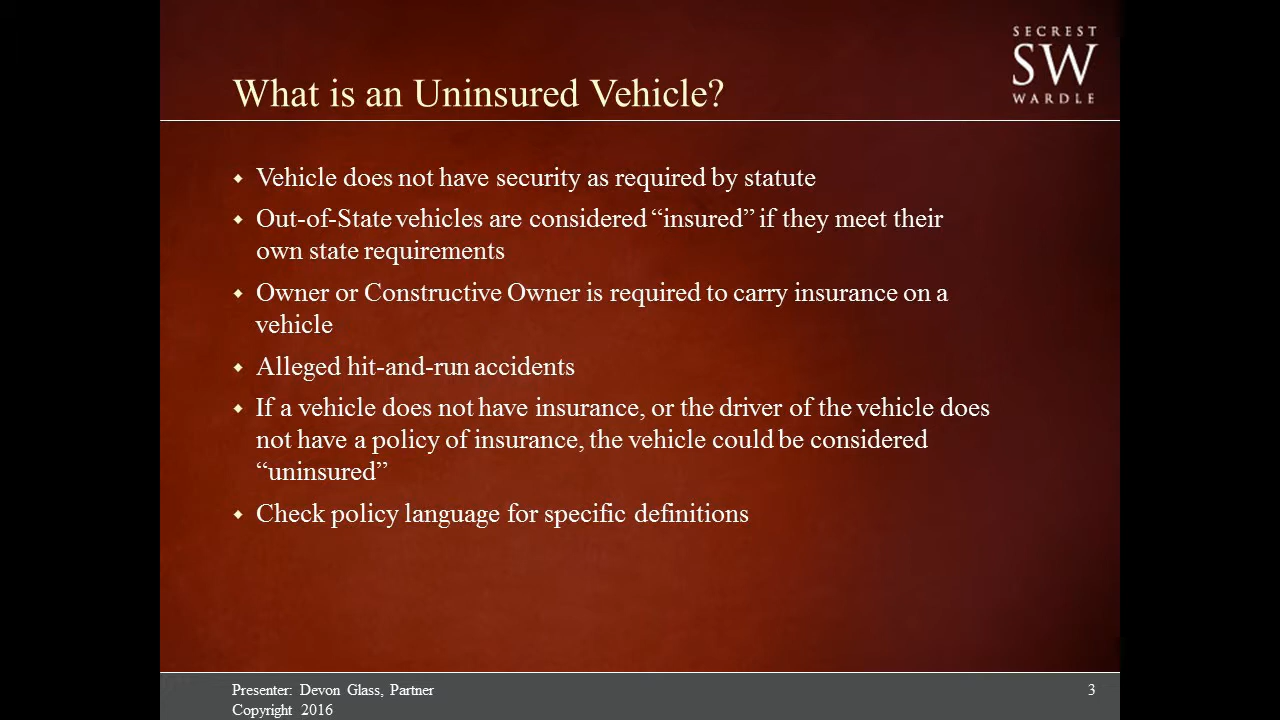 SECREST
SW
WARDLE
What is an Uninsured Vehicle?
Vehicle does not have security as required by statute
Out-of-State vehicles are considered “insured” if they meet their
own state requirements
Owner or Constructive Owner is required to carry insurance on a
vehicle
Alleged hit-and-run accidents
If a vehicle does not have insurance, or the driver of the vehicle does
not have a policy of insurance, the vehicle could be considered
“uninsured”
Check policy language for specific definitions
Presenter: Devon Glass, Partner
Copyright 2016
3